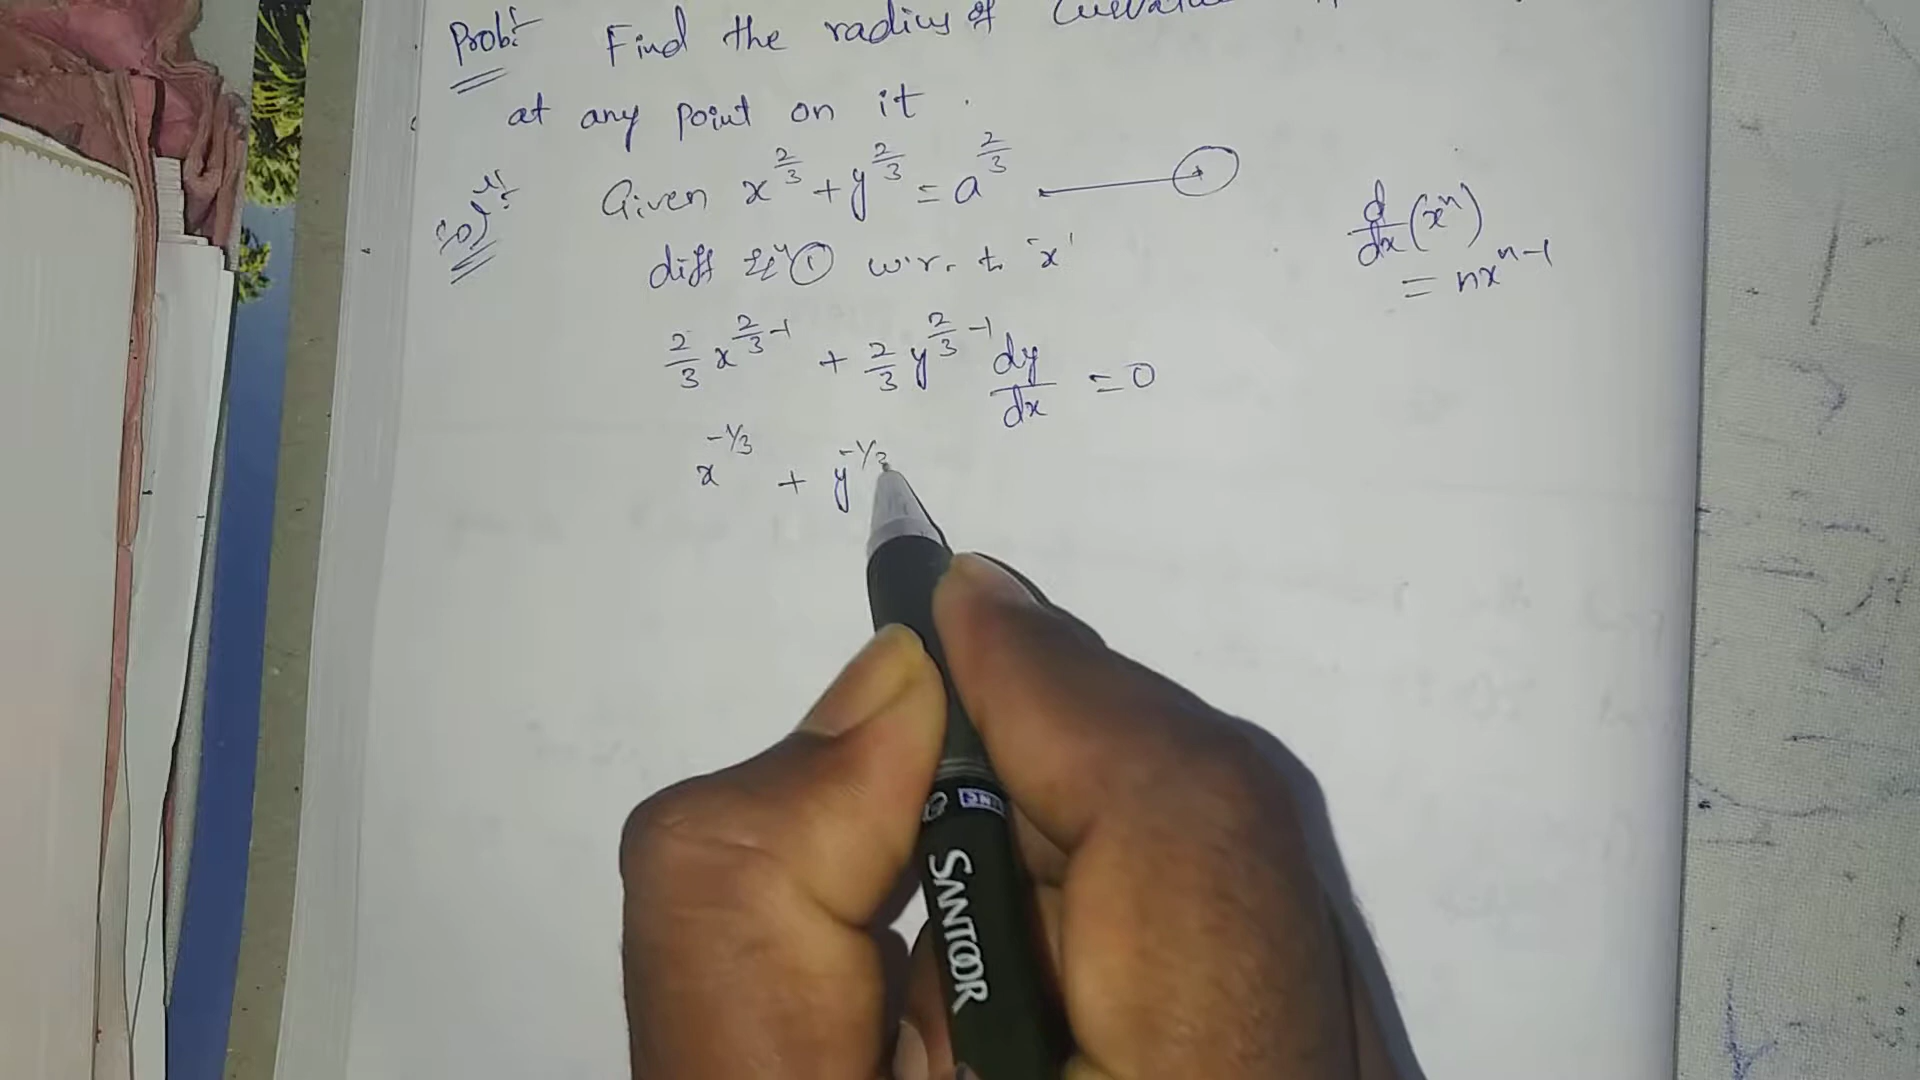 Prob:- Find the radius of
at any point on it.
Sol: Given x^{2/3} + y^{2/3} = a^{2/3}
diff ① w.r. to 'x'
2/3 x^{2/3 - 1} + 2/3 y^{2/3 - 1} dy/dx = 0
x^{-1/3} + y^{-1/3}
d/dx (x^n)
= nx^{n-1}
SANTOOR